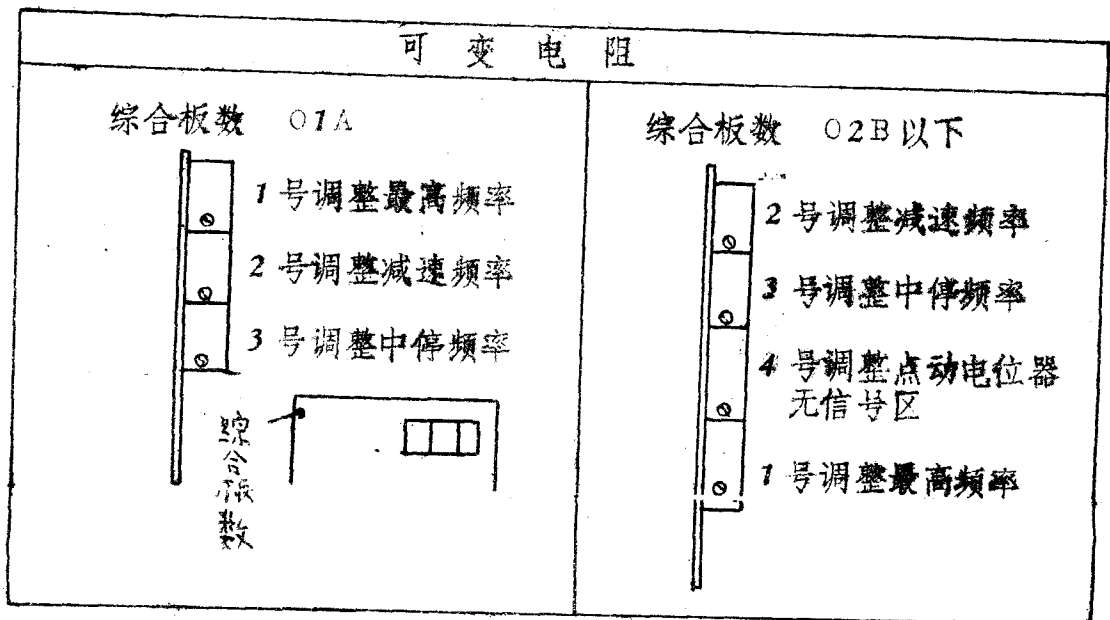 可变电阻
综合板数 01A
1 号调整最高频率
2 号调整减速频率
3 号调整中停频率
综合板数
综合板数 02B以下
2 号调整减速频率
3 号调整中停频率
4 号调整点动电位器
无信号区
1 号调整最高频率